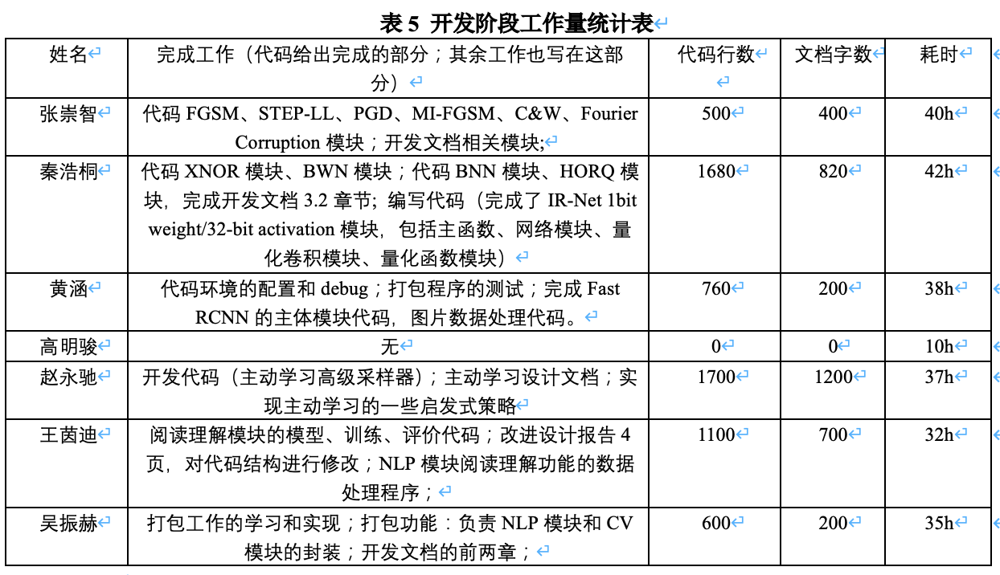 表 5 开发阶段工作量统计表
姓名 完成工作（代码给出完成的部分；其余工作也写在这部 代码行数 文档字数 耗时
分）
张崇智 代码 FGSM、STEP-LL、PGD、MI-FGSM、C&W、Fourier 500 400 40h
Corruption 模块；开发文档相关模块;
秦浩桐 代码 XNOR 模块、BWN 模块；代码 BNN 模块、HORQ 模 1680 820 42h
块，完成开发文档 3.2 章节; 编写代码（完成了 IR-Net 1bit
weight/32-bit activation 模块，包括主函数、网络模块、量
化卷积模块、量化函数模块）
黄涵 代码环境的配置和 debug；打包程序的测试；完成 Fast 760 200 38h
RCNN 的主体模块代码，图片数据处理代码。
高明骏 无 0 0 10h
赵永驰 开发代码（主动学习高级采样器）；主动学习设计文档；实 1700 1200 37h
现主动学习的一些启发式策略
王茵迪 阅读理解模块的模型、训练、评价代码；改进设计报告 4 1100 700 32h
页，对代码结构进行修改；NLP 模块阅读理解功能的数据
处理程序；
吴振赫 打包工作的学习和实现；打包功能：负责 NLP 模块和 CV 600 200 35h
模块的封装；开发文档的前两章；